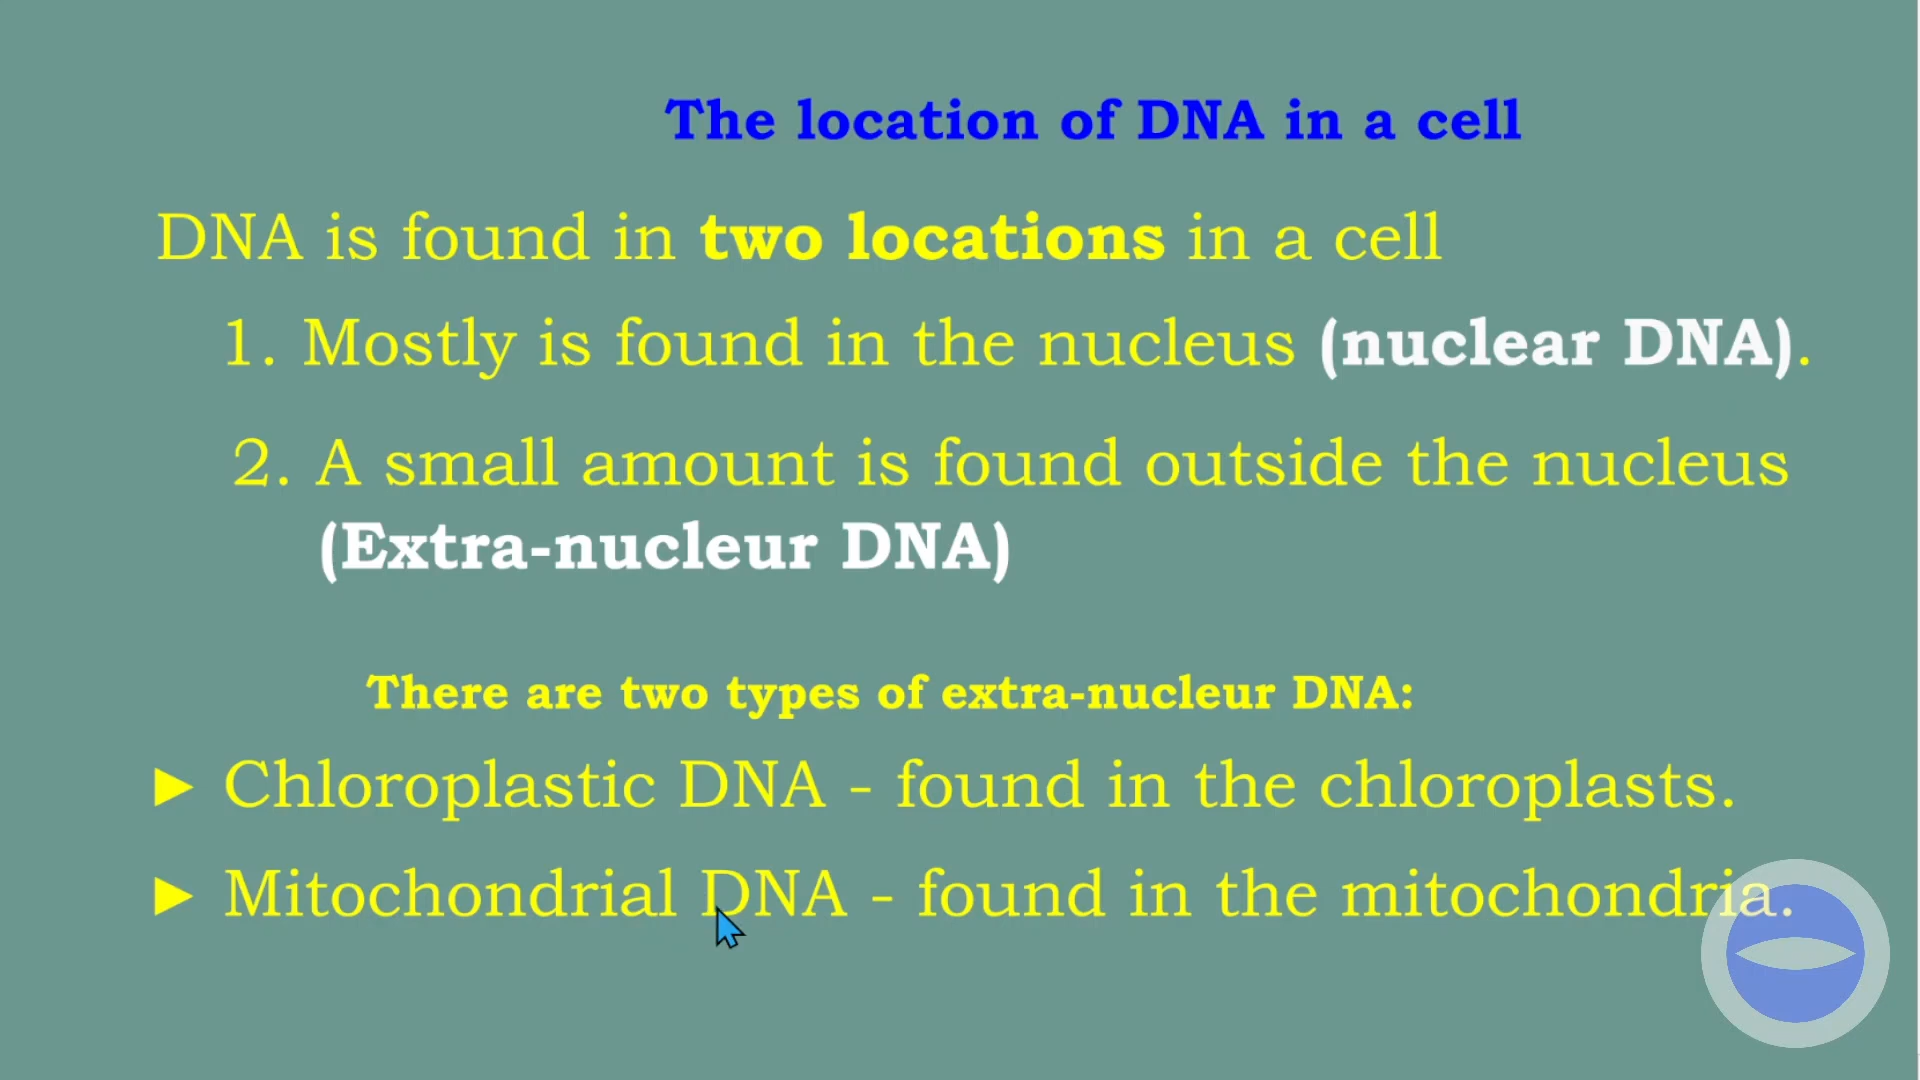 The location of DNA in a cell
DNA is found in two locations in a cell
1. Mostly is found in the nucleus (nuclear DNA).
2. A small amount is found outside the nucleus
(Extra-nucleur DNA)
There are two types of extra-nucleur DNA:
► Chloroplastic DNA - found in the chloroplasts.
► Mitochondrial DNA - found in the mitochondria.